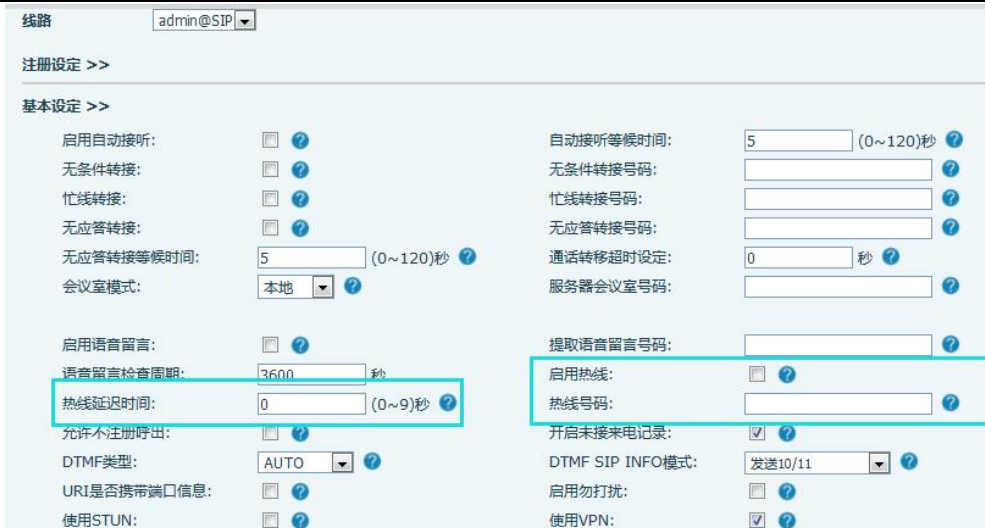 线路 admin@SIP
注册设定 >>
基本设定 >>
启用自动接听: 自动接听等候时间: 5 (0~120)秒
无条件转接: 无条件转接号码:
忙线转接: 忙线转接号码:
无应答转接: 无应答转接号码:
无应答转接等候时间: 5 (0~120)秒 通话转移超时设定: 0 秒
会议室模式: 本地 服务器会议室号码:
启用语音留言: 提取语音留言号码:
语音留言检查周期: 3600 秒 启用热线:
热线延迟时间: 0 (0~9)秒 热线号码:
允许不注册呼出: 开启未接来电记录:
DTMF类型: AUTO DTMF SIP INFO模式: 发送10/11
URI是否携带端口信息: 启用勿打扰:
使用STUN: 使用VPN: